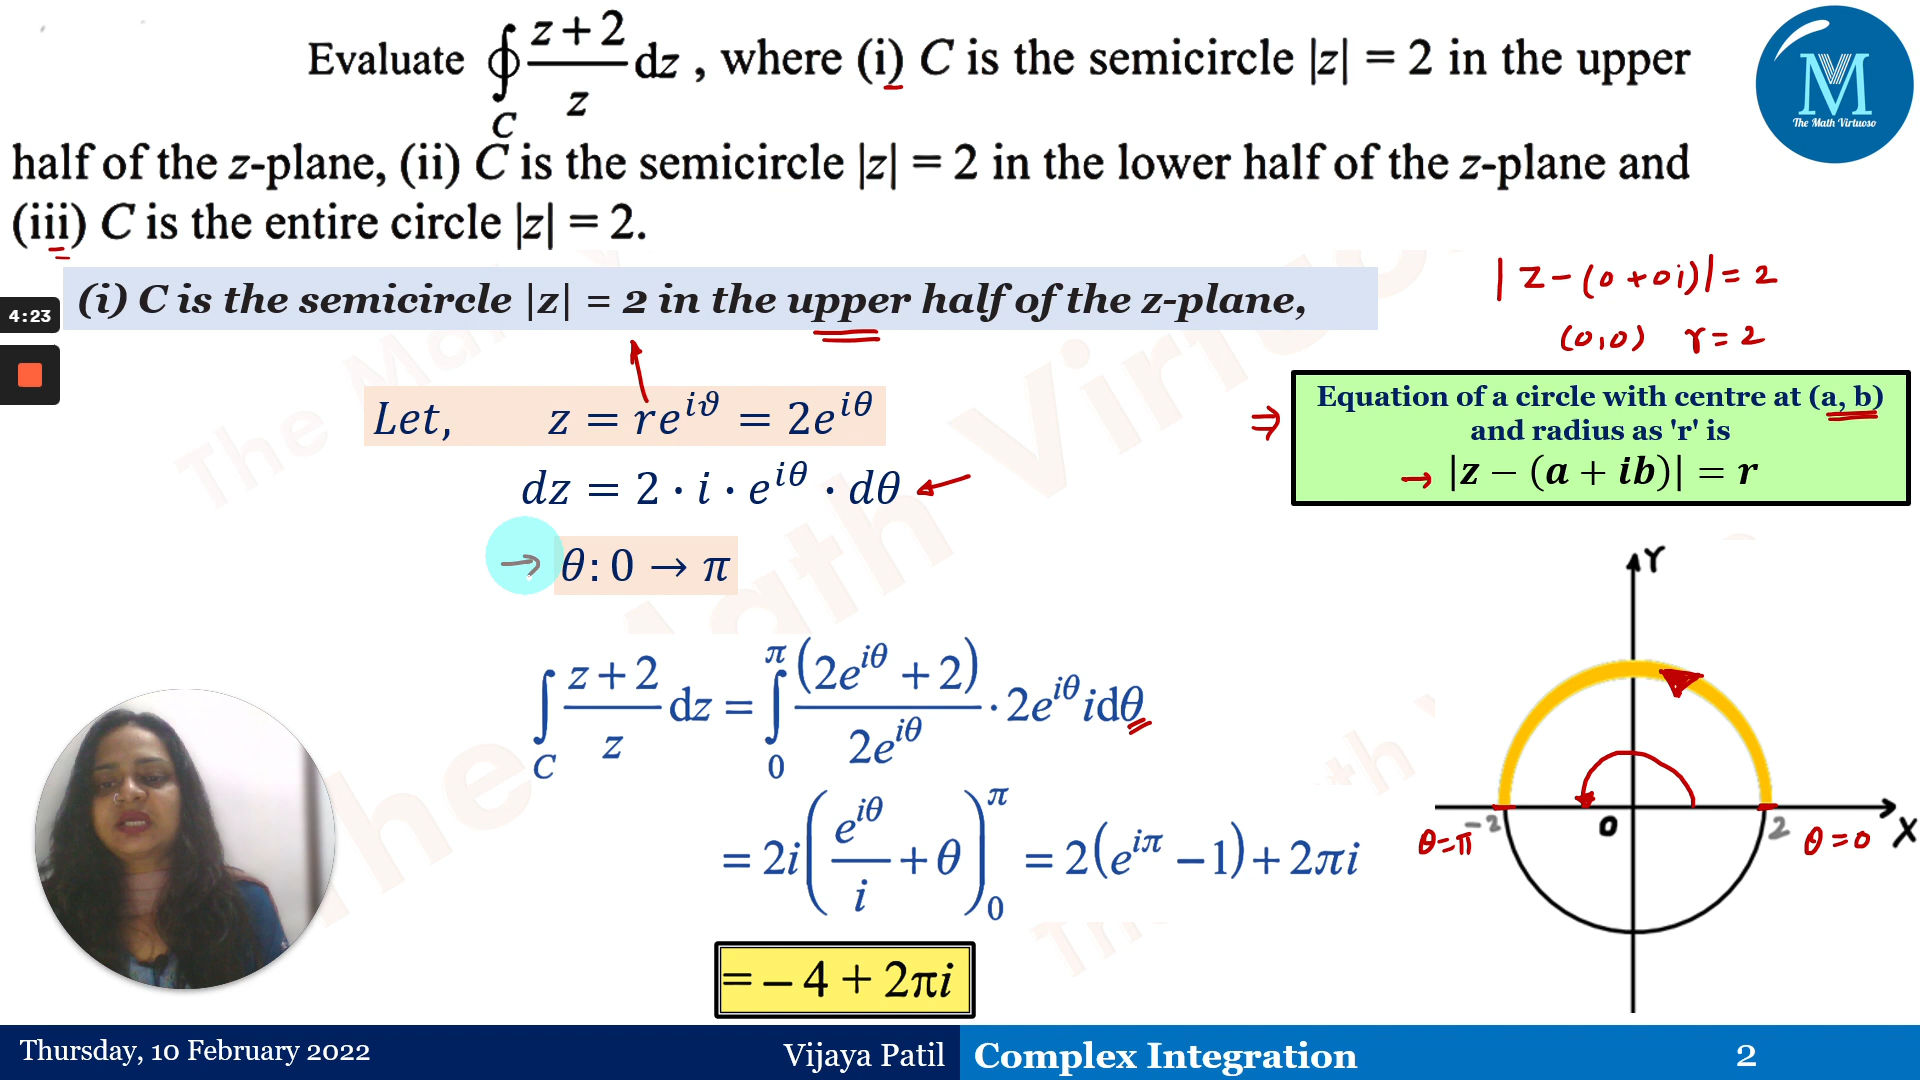 Evaluate ∮_C (z + 2)/z dz , where (i) C is the semicircle |z| = 2 in the upper
half of the z-plane, (ii) C is the semicircle |z| = 2 in the lower half of the z-plane and
(iii) C is the entire circle |z| = 2.
M
The Math Virtuoso
(i) C is the semicircle |z| = 2 in the upper half of the z-plane,
4:23
|z − (0 + 0i)| = 2
(0,0) r = 2
Let, z = re^{iϑ} = 2e^{iθ}
dz = 2 · i · e^{iθ} · dθ
→ θ: 0 → π
⇒ Equation of a circle with centre at (a, b)
and radius as 'r' is
→ |z − (a + ib)| = r
∫_C (z + 2)/z dz = ∫_0^π (2e^{iθ} + 2)/(2e^{iθ}) · 2e^{iθ} i dθ
= 2i (e^{iθ}/i + θ)_0^π = 2(e^{iπ} − 1) + 2πi
= − 4 + 2πi
Y
-2 0 2 X
θ=π θ=0
The Math Virtuoso
Thursday, 10 February 2022 Vijaya Patil Complex Integration 2